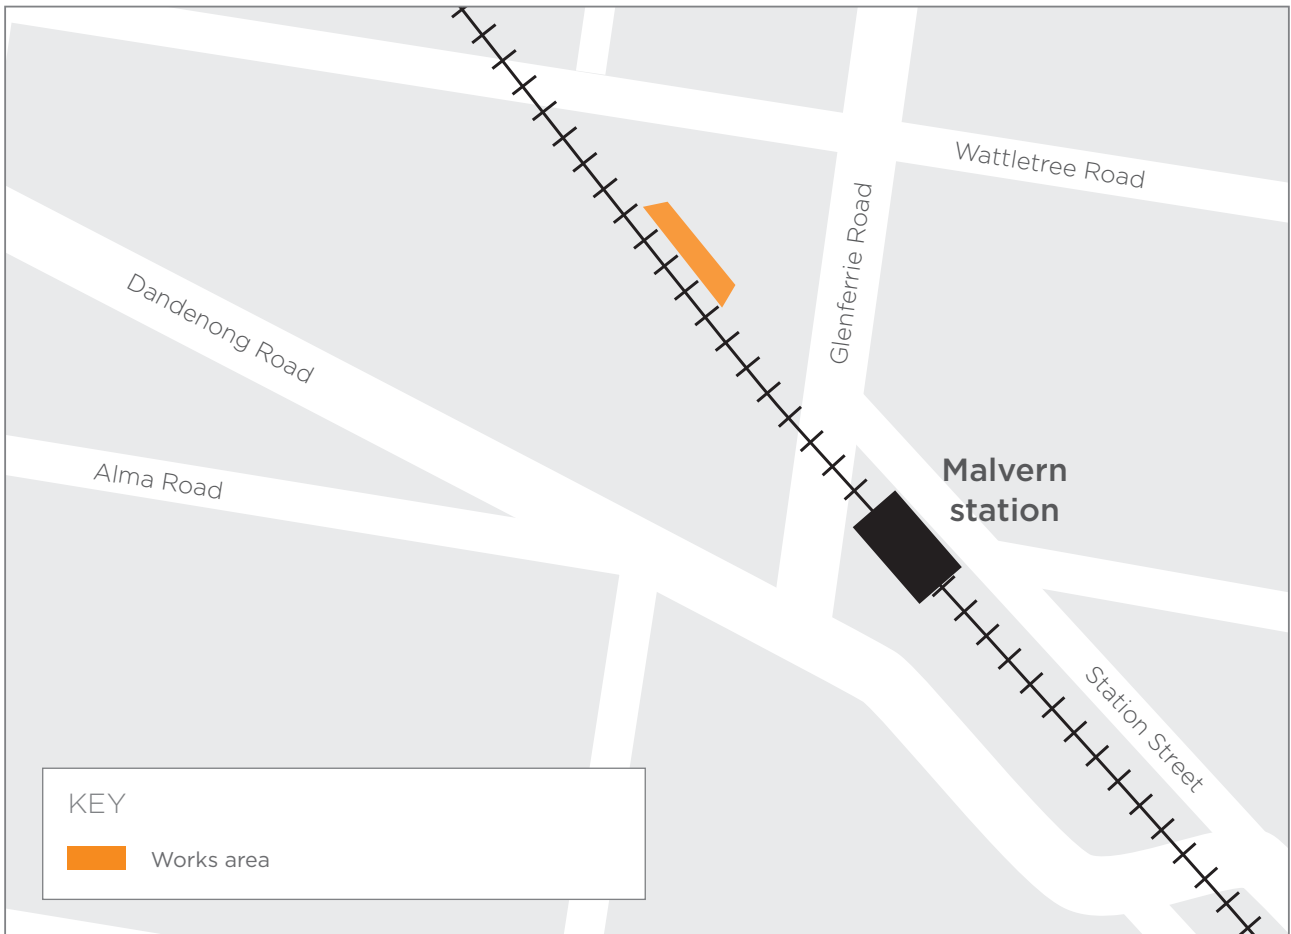 Wattletree Road
Glenferrie Road
Dandenong Road
Alma Road
Malvern
station
Station Street
KEY
Works area